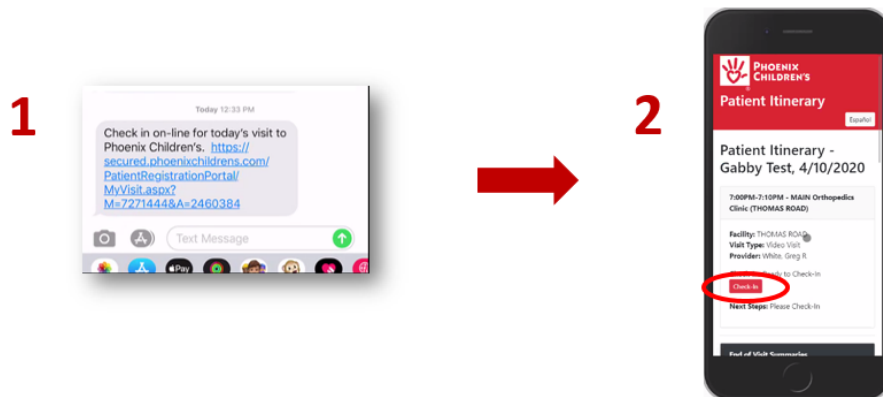 1
Today 12:33 PM
Check in on-line for today's visit to
Phoenix Children's. https://
secured.phoenixchildrens.com/
PatientRegistrationPortal/
MyVisit.aspx?
M=7271444&A=2460384
Text Message
Pay
2
PHOENIX
CHILDREN'S
Patient Itinerary
Español
Patient Itinerary -
Gabby Test, 4/10/2020
7:00PM-7:10PM - MAIN Orthopedics
Clinic (THOMAS ROAD)
Facility: THOMAS ROAD
Visit Type: Video Visit
Provider: White, Greg R
Ready to Check-In
Check-In
Next Steps: Please Check-In
End of Visit Summaries